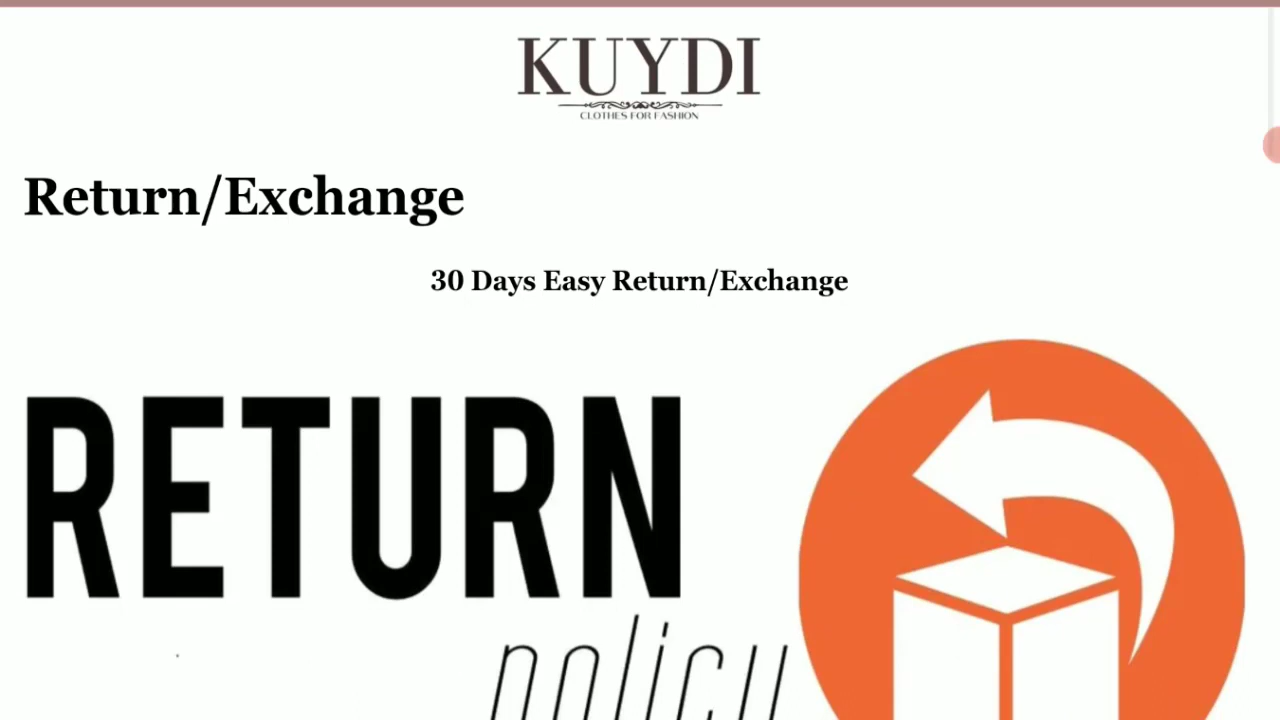 KUYDI
CLOTHES FOR FASHION
Return/Exchange
30 Days Easy Return/Exchange
RETURN
policy